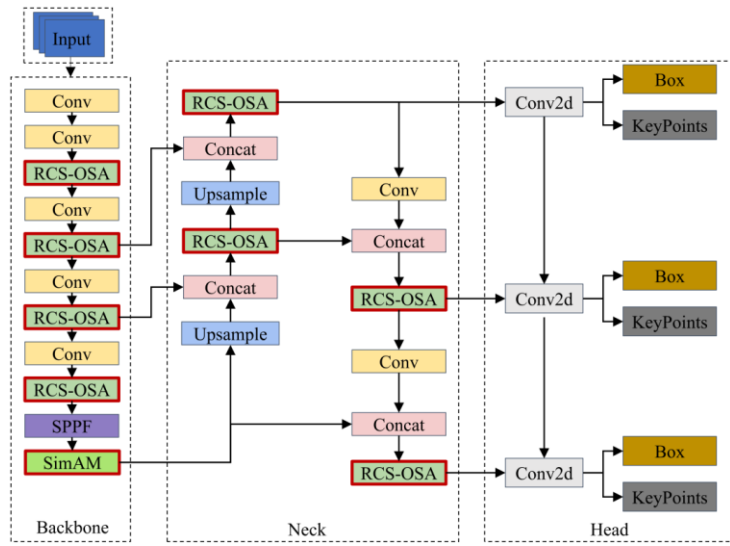 Input
Conv
Conv
RCS-OSA
Conv
RCS-OSA
Conv
RCS-OSA
Conv
RCS-OSA
SPPF
SimAM
Backbone
RCS-OSA
Concat
Upsample
RCS-OSA
Concat
Upsample
Conv
Concat
RCS-OSA
Conv
Concat
RCS-OSA
Neck
Conv2d
Box
KeyPoints
Conv2d
Box
KeyPoints
Conv2d
Box
KeyPoints
Head